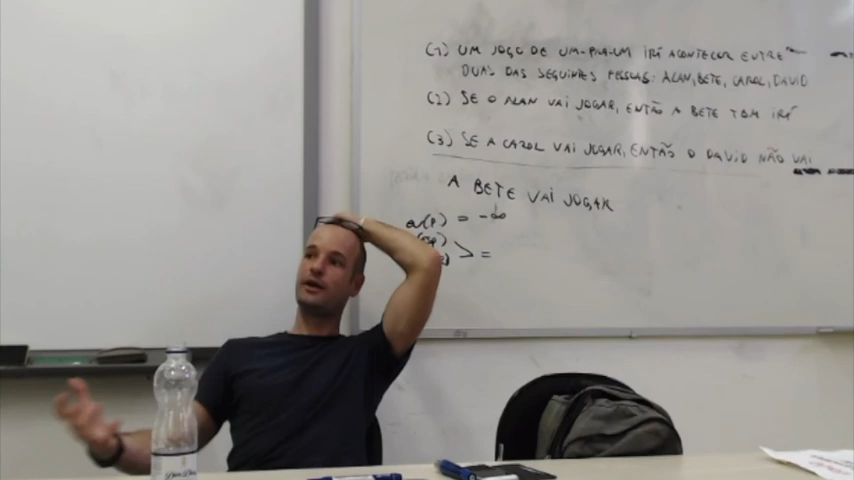 (1) UM JOGO DE UM-PRA-UM IRÁ ACONTECER ENTRE
DUAS DAS SEGUINTES PESSOAS: ALAN, BETE, CAROL, DAVID
(2) SE O ALAN VAI JOGAR, ENTÃO A BETE TBM IRÁ
(3) SE A CAROL VAI JOGAR, ENTÃO O DAVID NÃO VAI
A BETE VAI JOGAR
= -∞
> =